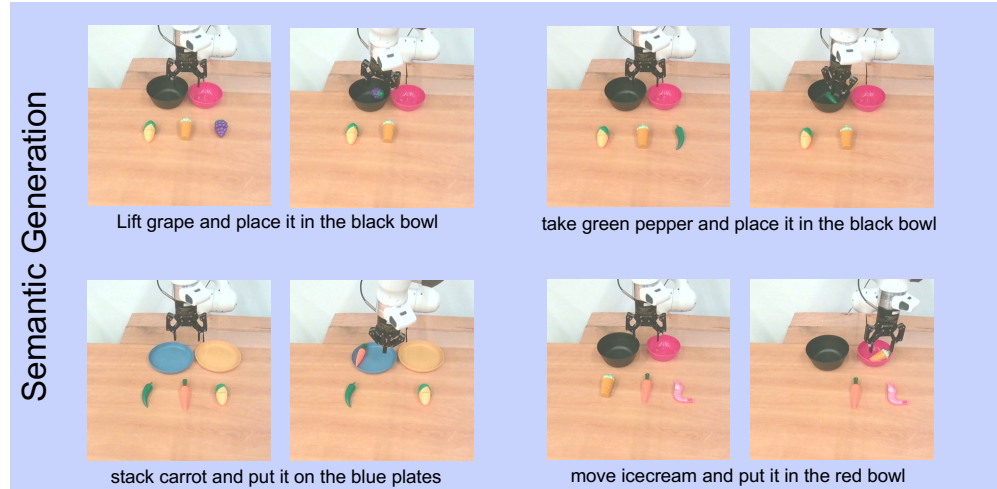 Semantic Generation
Lift grape and place it in the black bowl
take green pepper and place it in the black bowl
stack carrot and put it on the blue plates
move icecream and put it in the red bowl